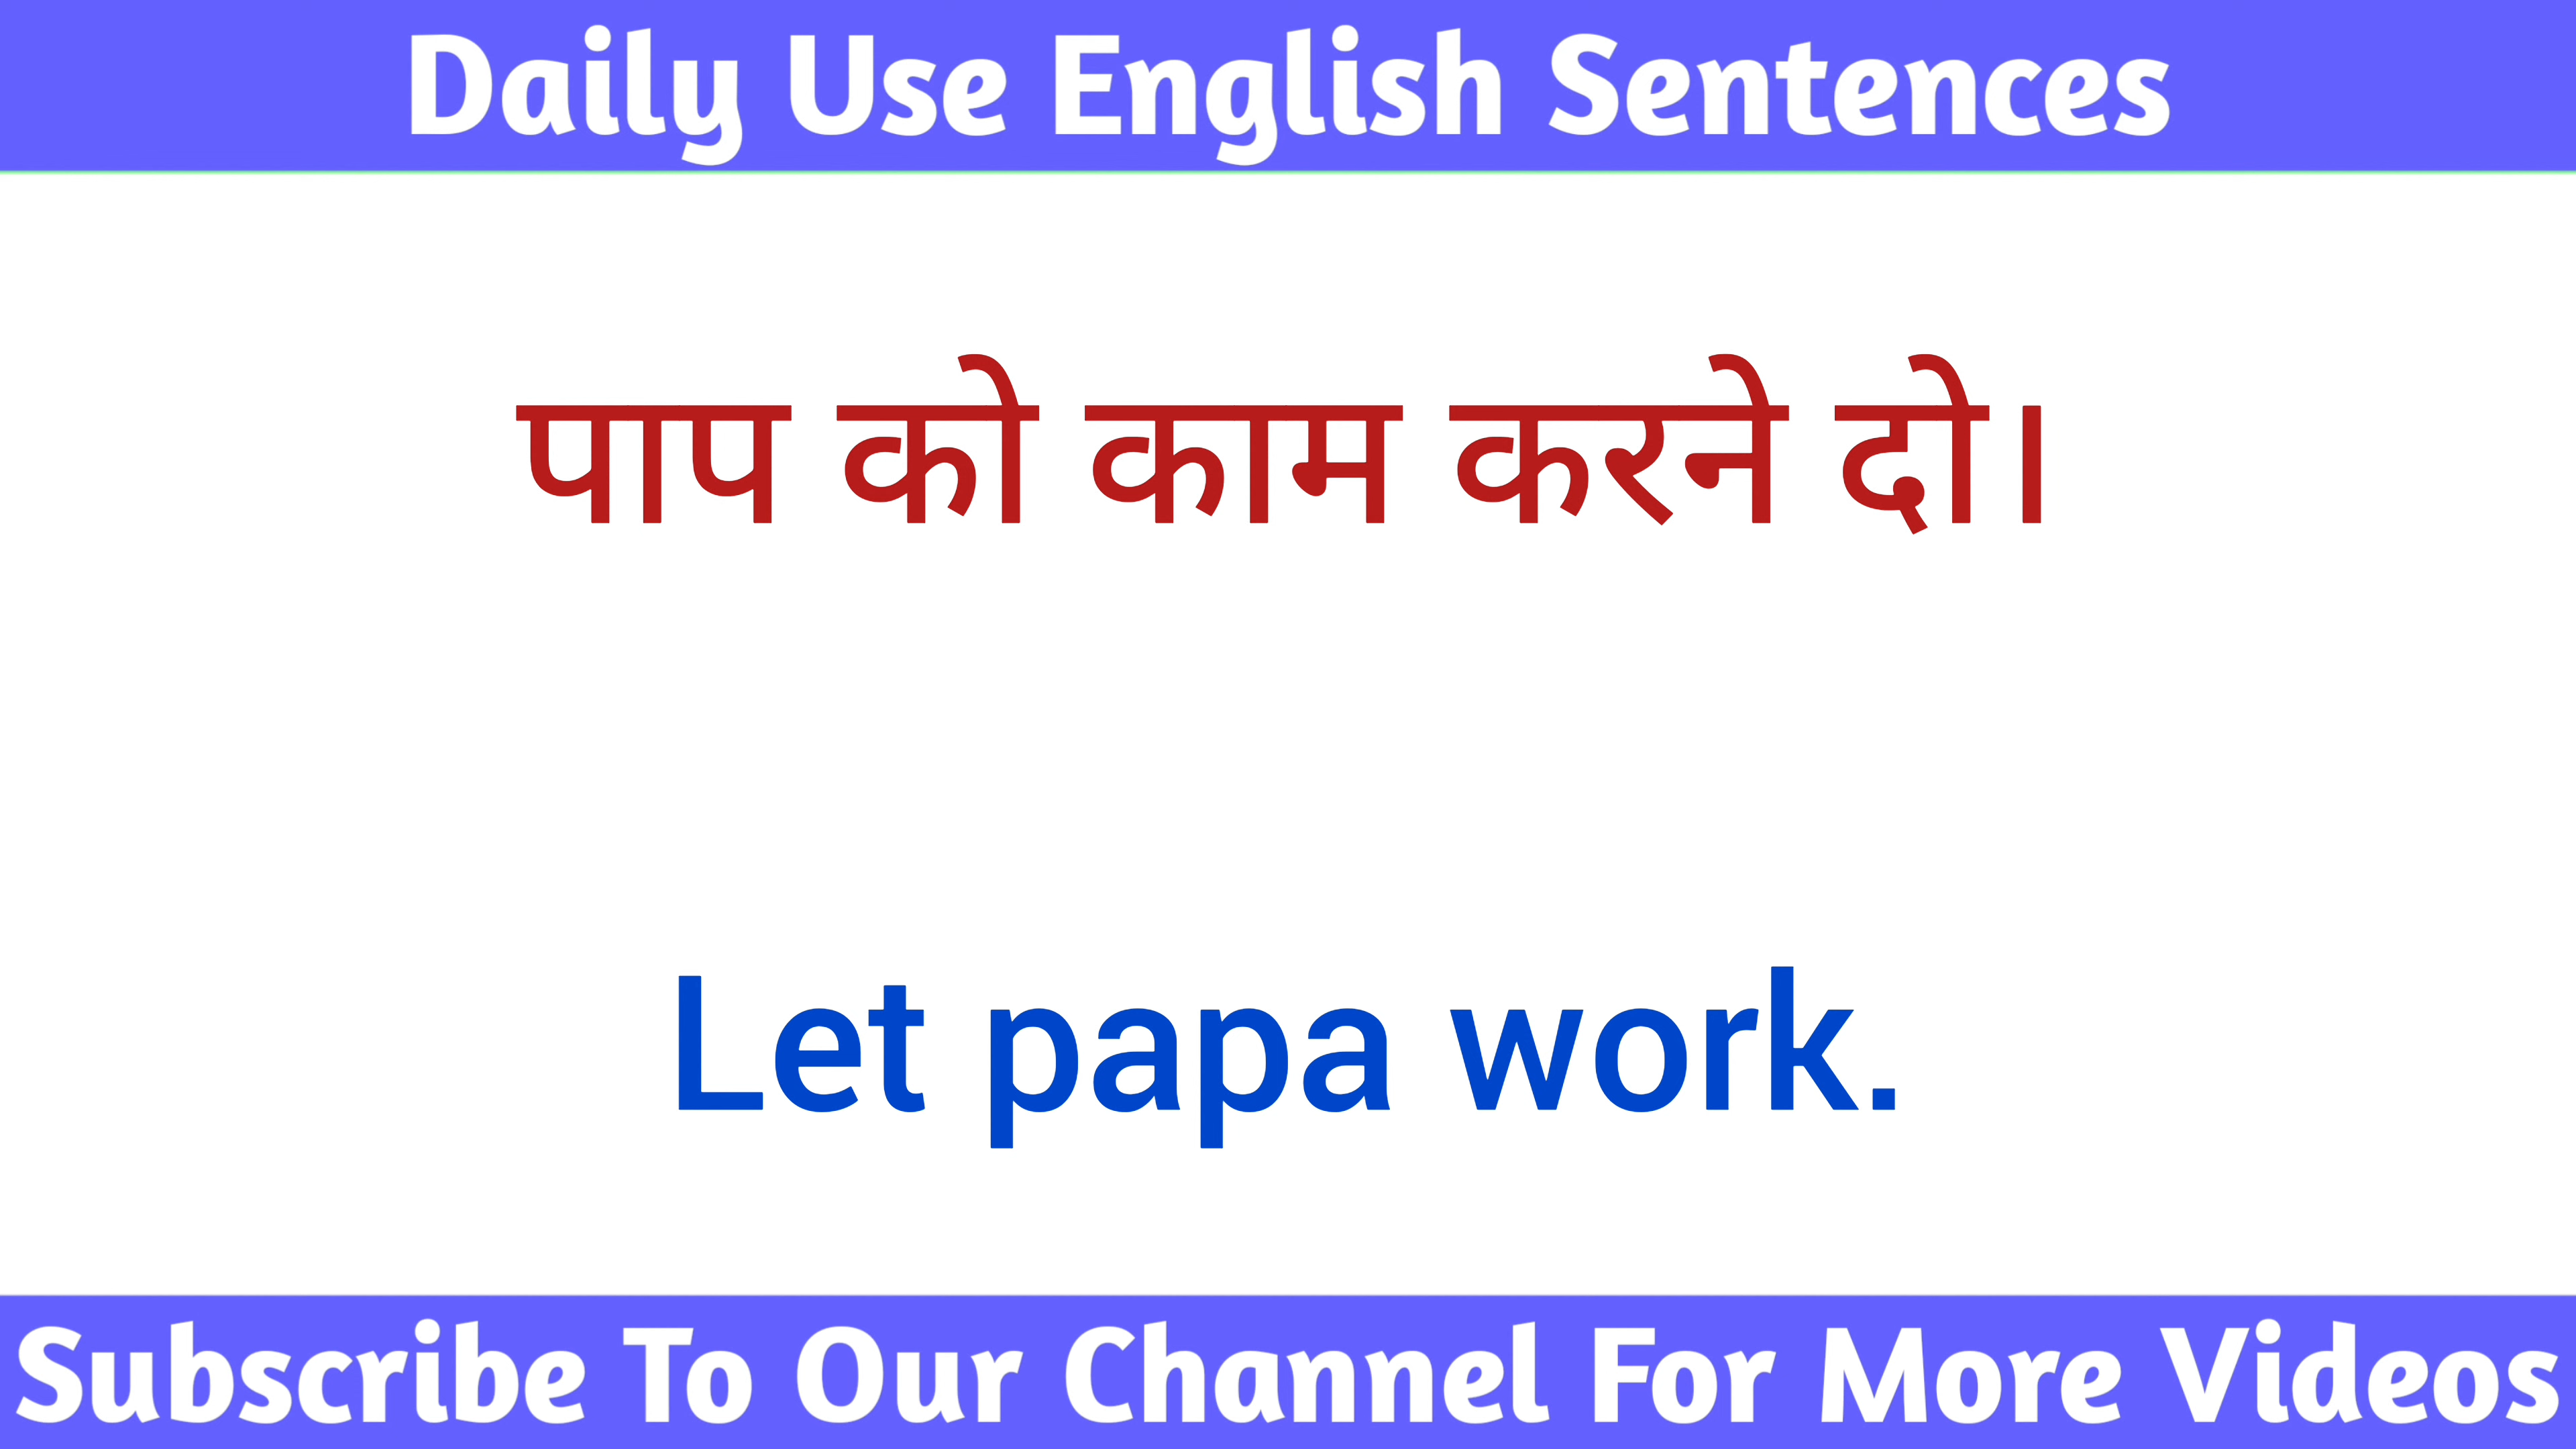 Daily Use English Sentences
पाप को काम करने दो।
Let papa work.
Subscribe To Our Channel For More Videos